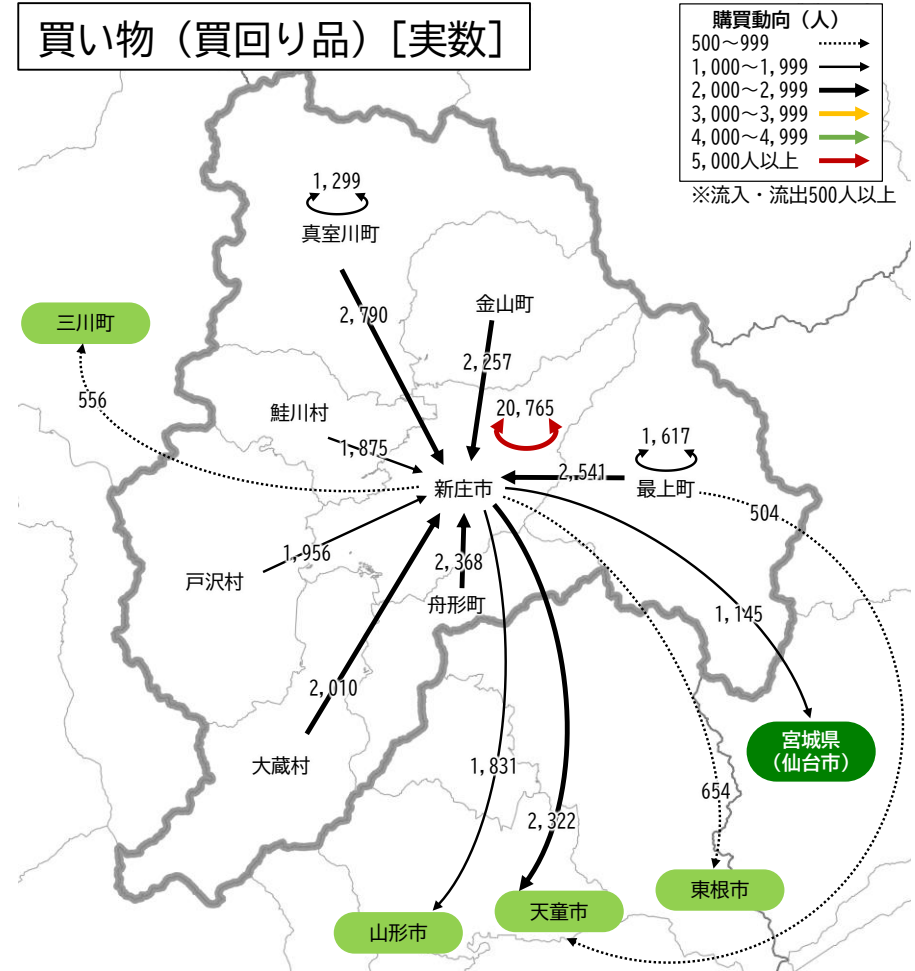 買い物（買回り品）[実数]
購買動向（人）
500～999
1,000～1,999
2,000～2,999
3,000～3,999
4,000～4,999
5,000人以上
※流入・流出500人以上
1,299
真室川町
2,790
金山町
2,257
三川町
556
鮭川村
1,875
20,765
1,617
2,541
最上町
新庄市
504
戸沢村
1,956
2,368
舟形町
1,145
2,010
大蔵村
宮城県
（仙台市）
1,831
654
2,322
東根市
天童市
山形市